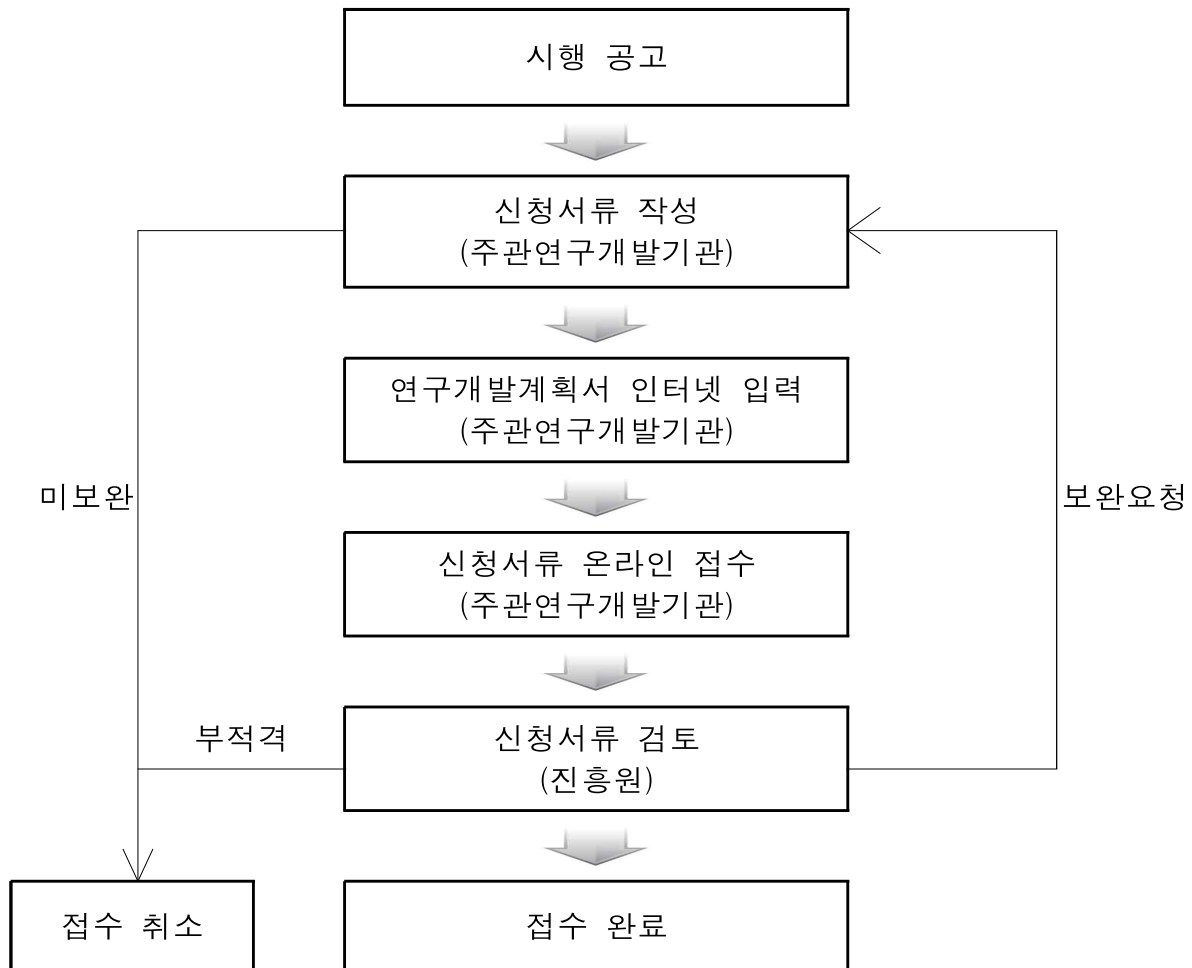 시행 공고
신청서류 작성
(주관연구개발기관)
연구개발계획서 인터넷 입력
(주관연구개발기관)
미보완
보완요청
신청서류 온라인 접수
(주관연구개발기관)
부적격
신청서류 검토
(진흥원)
접수 취소
접수 완료